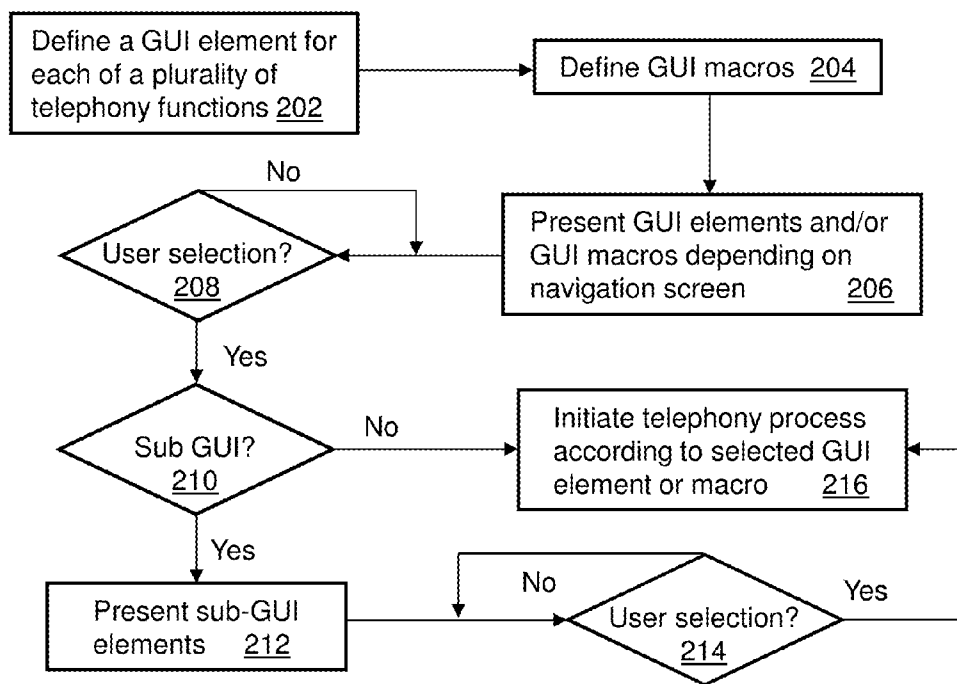 Define a GUI element for
each of a plurality of
telephony functions 202
Define GUI macros 204
Present GUI elements and/or
GUI macros depending on
navigation screen 206
No
User selection?
208
Yes
Sub GUI?
210
No
Initiate telephony process
according to selected GUI
element or macro 216
Yes
Present sub-GUI
elements 212
No
User selection?
214
Yes